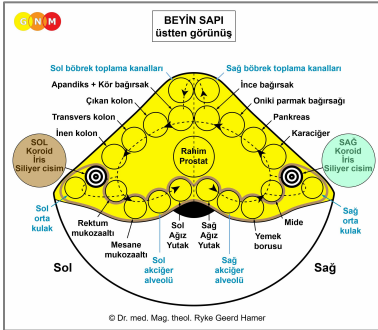 G N M
BEYİN SAPI
üstten görünüş
Sol böbrek toplama kanalları
Sağ böbrek toplama kanalları
Apandiks + Kör bağırsak
İnce bağırsak
Çıkan kolon
Oniki parmak bağırsağı
Transvers kolon
Pankreas
İnen kolon
Karaciğer
SOL
Koroid
İris
Siliyer cisim
Rahim
Prostat
SAĞ
Koroid
İris
Siliyer cisim
Sol
orta
kulak
Rektum
mukozaaltı
Mesane
mukozaaltı
Sol
akciğer
alveolü
Sol
Ağız
Yutak
Sağ
Ağız
Yutak
Sağ
akciğer
alveolü
Yemek
borusu
Mide
Sağ
orta
kulak
Sol
Sağ
© Dr. med. Mag. theol. Ryke Geerd Hamer